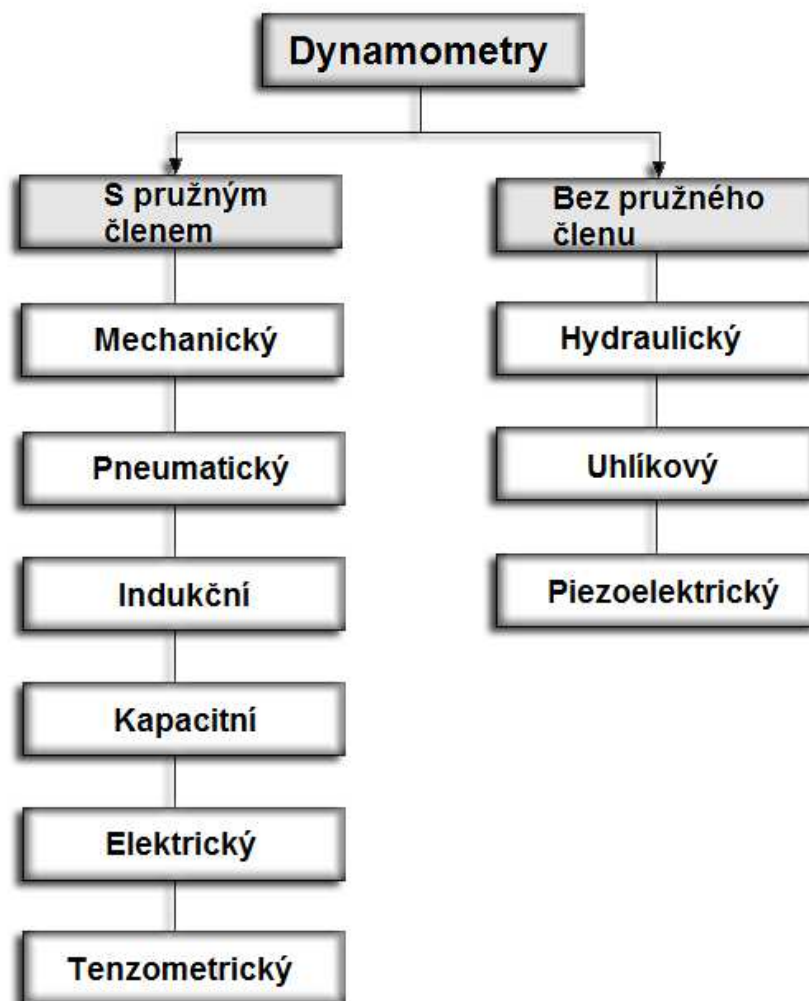 Dynamometry
S pružným
členem
Mechanický
Pneumatický
Indukční
Kapacitní
Elektrický
Tenzometrický
Bez pružného
členu
Hydraulický
Uhlíkový
Piezoelektrický